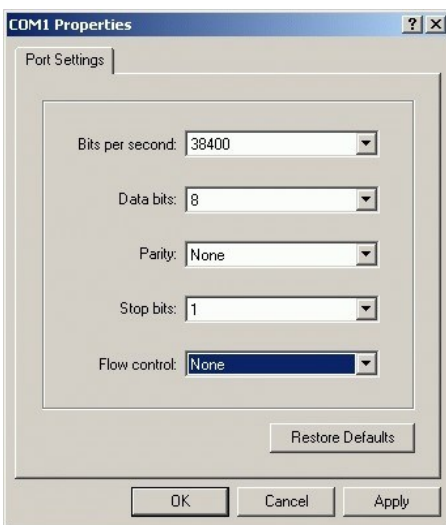 COM1 Properties
Port Settings
Bits per second: 38400
Data bits: 8
Parity: None
Stop bits: 1
Flow control: None
Restore Defaults
OK Cancel Apply